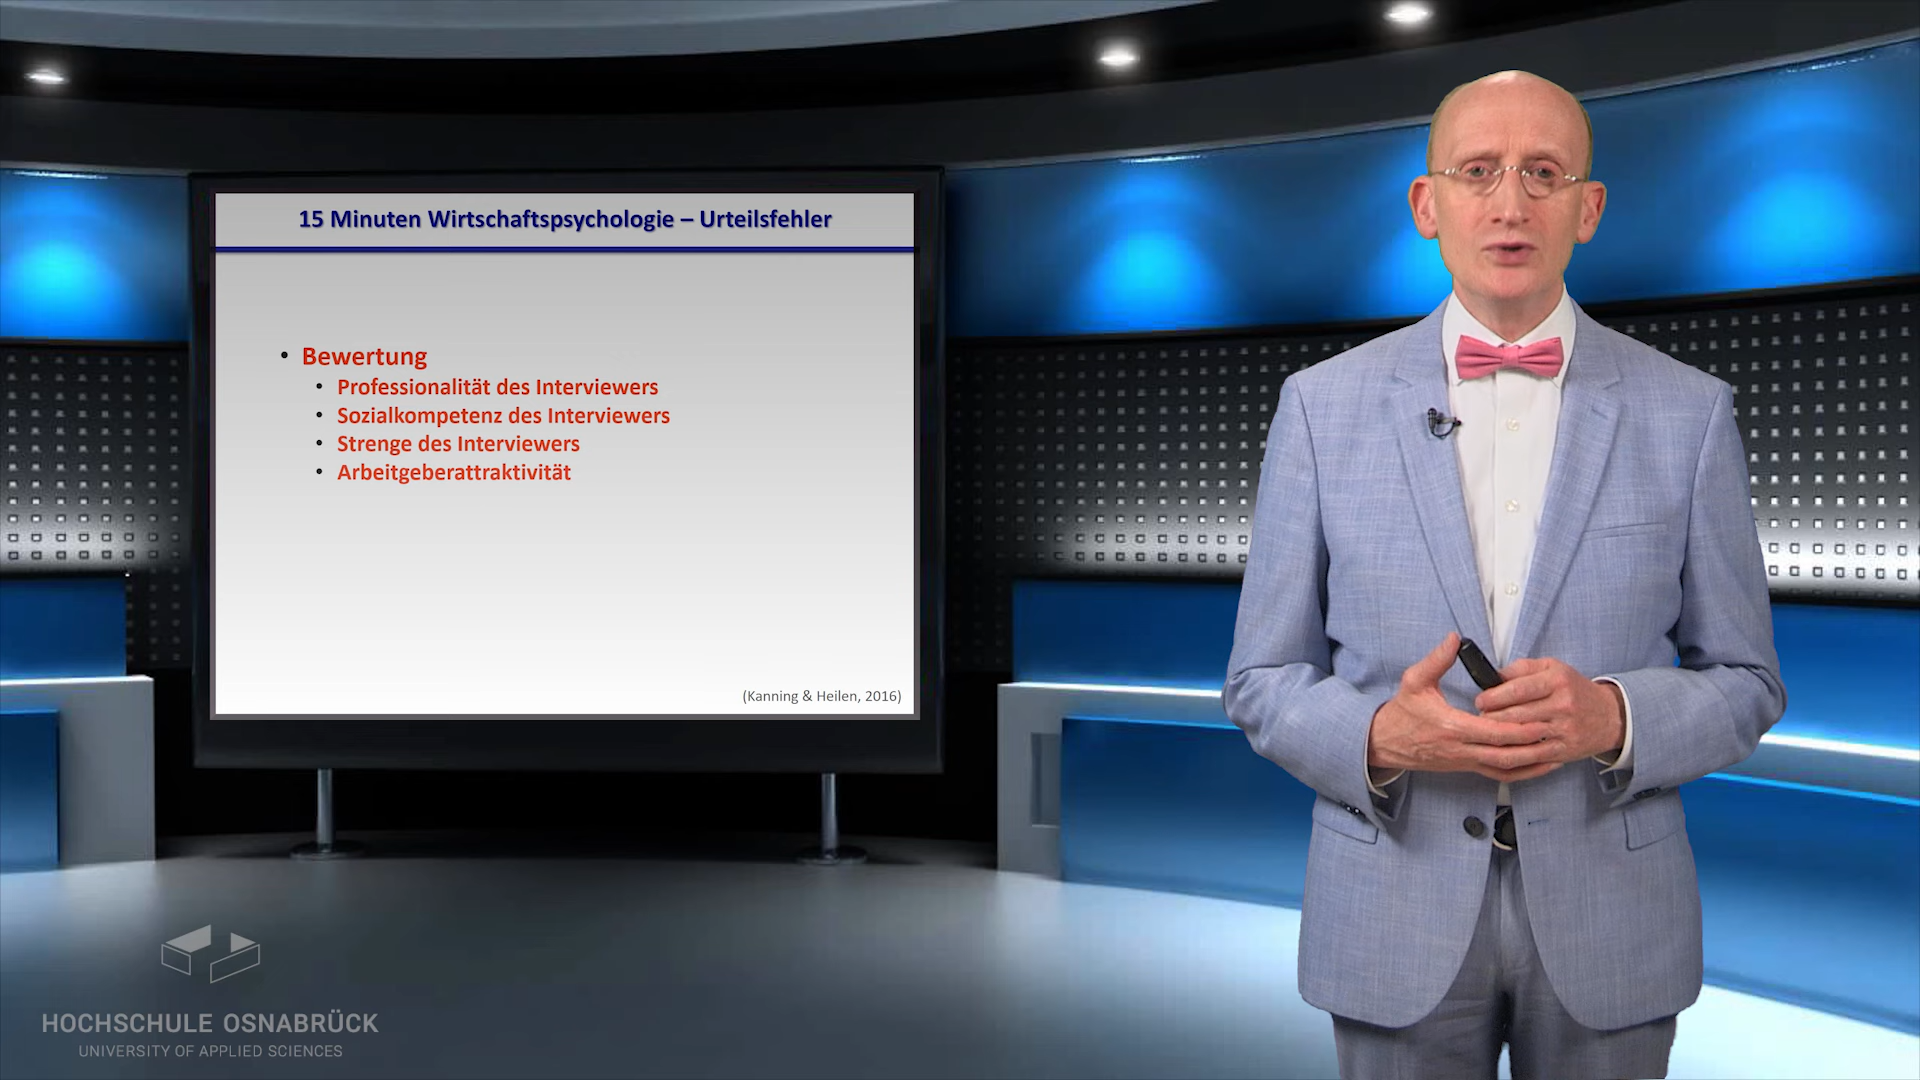 15 Minuten Wirtschaftspsychologie – Urteilsfehler
• Bewertung
• Professionalität des Interviewers
• Sozialkompetenz des Interviewers
• Strenge des Interviewers
• Arbeitgeberattraktivität
(Kanning & Heilen, 2016)
HOCHSCHULE OSNABRÜCK
UNIVERSITY OF APPLIED SCIENCES